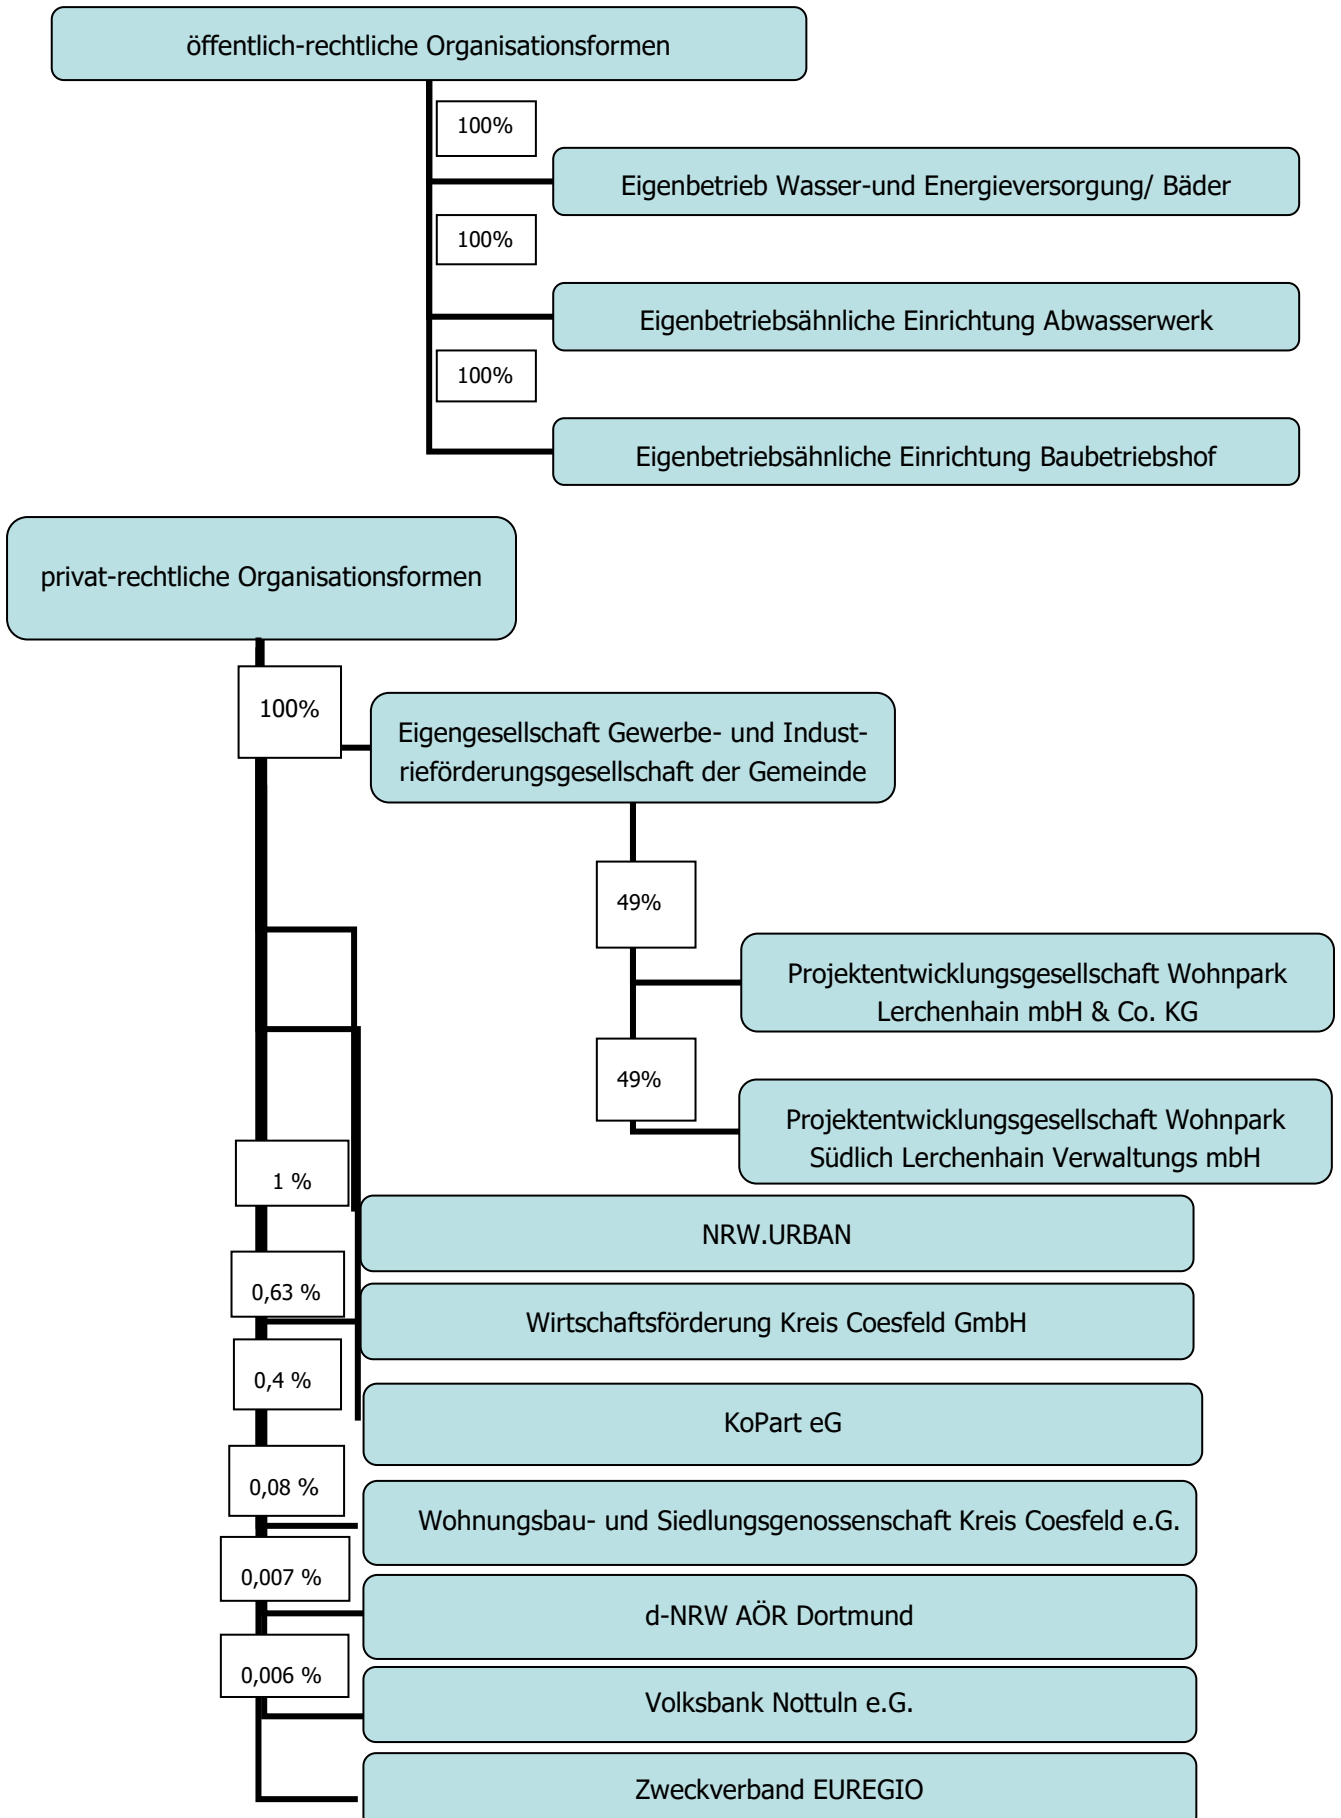 öffentlich-rechtliche Organisationsformen
100%
Eigenbetrieb Wasser-und Energieversorgung/ Bäder
100%
Eigenbetriebsähnliche Einrichtung Abwasserwerk
100%
Eigenbetriebsähnliche Einrichtung Baubetriebshof
privat-rechtliche Organisationsformen
100%
Eigengesellschaft Gewerbe- und Indust-
rieförderungsgesellschaft der Gemeinde
49%
Projektentwicklungsgesellschaft Wohnpark
Lerchenhain mbH & Co. KG
49%
Projektentwicklungsgesellschaft Wohnpark
Südlich Lerchenhain Verwaltungs mbH
1 %
NRW.URBAN
0,63 %
Wirtschaftsförderung Kreis Coesfeld GmbH
0,4 %
KoPart eG
0,08 %
Wohnungsbau- und Siedlungsgenossenschaft Kreis Coesfeld e.G.
0,007 %
d-NRW AÖR Dortmund
0,006 %
Volksbank Nottuln e.G.
Zweckverband EUREGIO